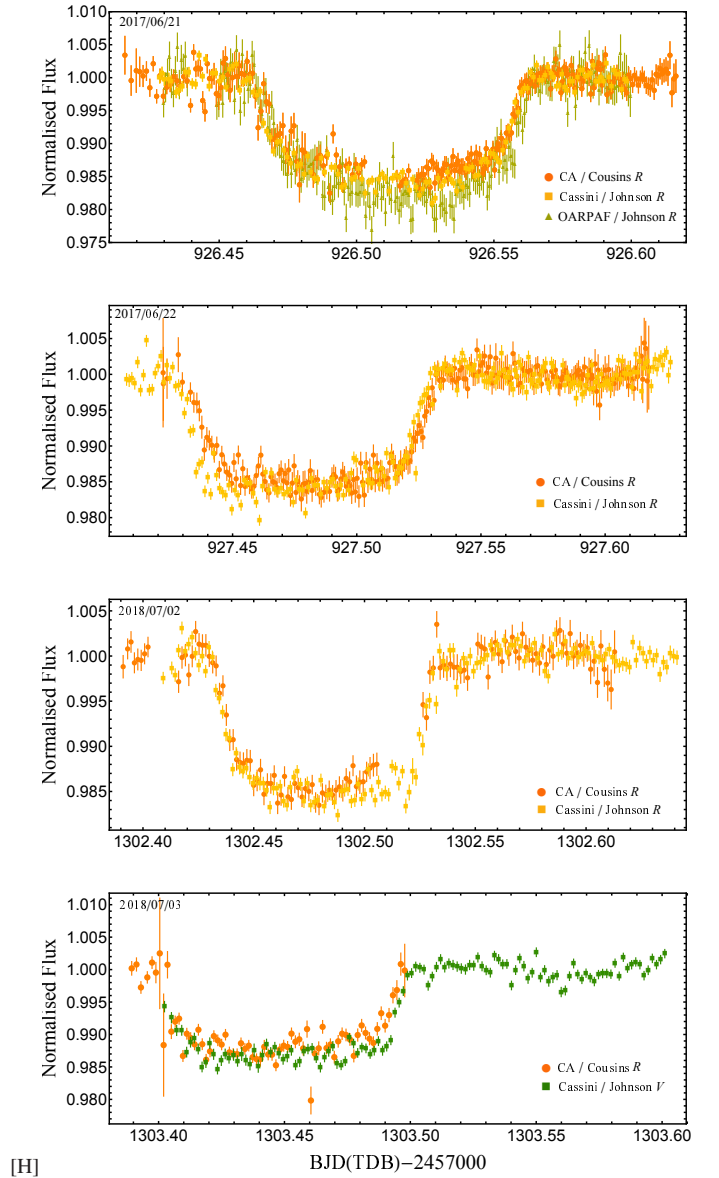 2017/06/21
1.010
1.005
1.000
0.995
0.990
0.985
0.980
0.975
Normalised Flux
CA / Cousins R
Cassini / Johnson R
OARPAF / Johnson R
926.45 926.50 926.55 926.60
2017/06/22
1.005
1.000
0.995
0.990
0.985
0.980
Normalised Flux
CA / Cousins R
Cassini / Johnson R
927.45 927.50 927.55 927.60
2018/07/02
1.005
1.000
0.995
0.990
0.985
Normalised Flux
CA / Cousins R
Cassini / Johnson R
1302.40 1302.45 1302.50 1302.55 1302.60
2018/07/03
1.010
1.005
1.000
0.995
0.990
0.985
0.980
Normalised Flux
CA / Cousins R
Cassini / Johnson V
1303.40 1303.45 1303.50 1303.55 1303.60
[H]
BJD(TDB)−2457000